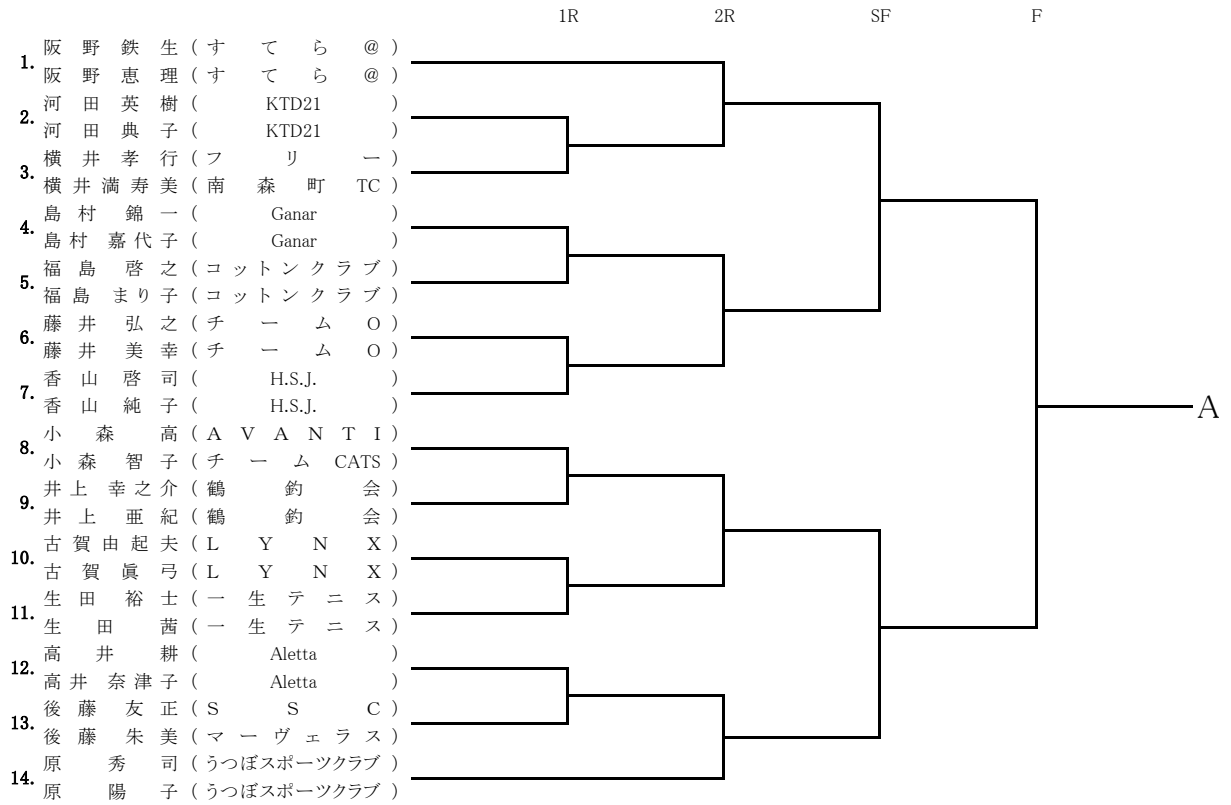 1R 2R SF F
阪野鉄生(すてら@)
1.
阪野恵理(すてら@)
河田英樹(KTD21)
2.
河田典子(KTD21)
横井孝行(フリー)
3.
横井満寿美(南森町TC)
島村錦一(Ganar)
4.
島村嘉代子(Ganar)
福島啓之(コットンクラブ)
5.
福島まり子(コットンクラブ)
藤井弘之(チームO)
6.
藤井美幸(チームO)
香山啓司(H.S.J.)
7.
香山純子(H.S.J.)
A
小森高(AVANTI)
8.
小森智子(チームCATS)
井上幸之介(鶴釣会)
9.
井上亜紀(鶴釣会)
古賀由起夫(LYNX)
10.
古賀眞弓(LYNX)
生田裕士(一生テニス)
11.
生田茜(一生テニス)
高井耕(Aletta)
12.
高井奈津子(Aletta)
後藤友正(SSC)
13.
後藤朱美(マーヴェラス)
原秀司(うつぼスポーツクラブ)
14.
原陽子(うつぼスポーツクラブ)